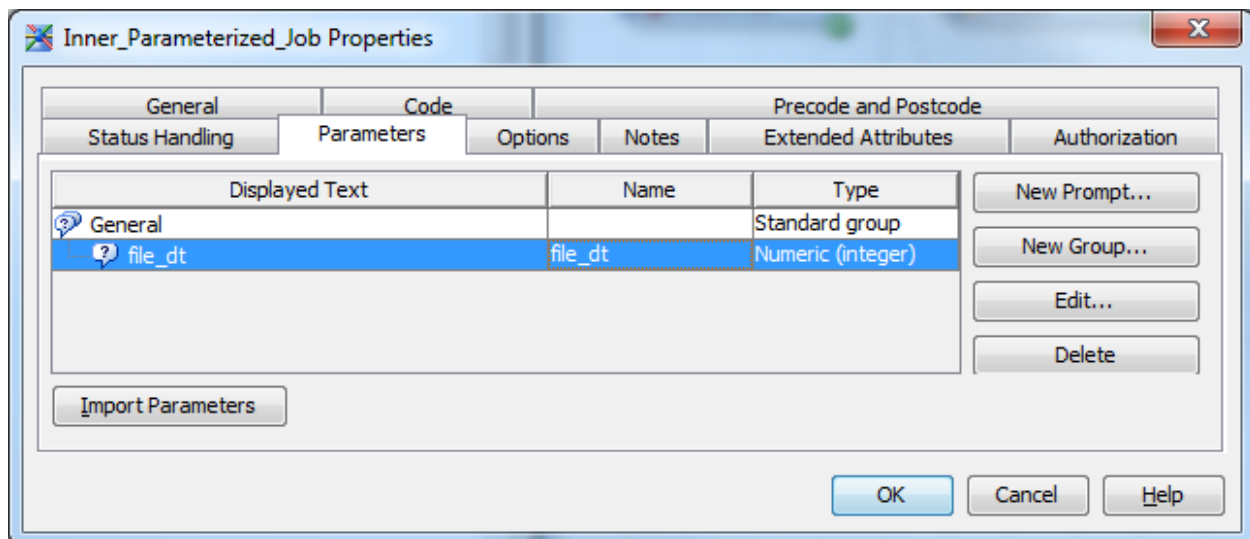 Inner_Parameterized_Job Properties
General Code Precode and Postcode
Status Handling Parameters Options Notes Extended Attributes Authorization
Displayed Text Name Type
General Standard group
file_dt file_dt Numeric (integer)
New Prompt...
New Group...
Edit...
Delete
Import Parameters
OK Cancel Help